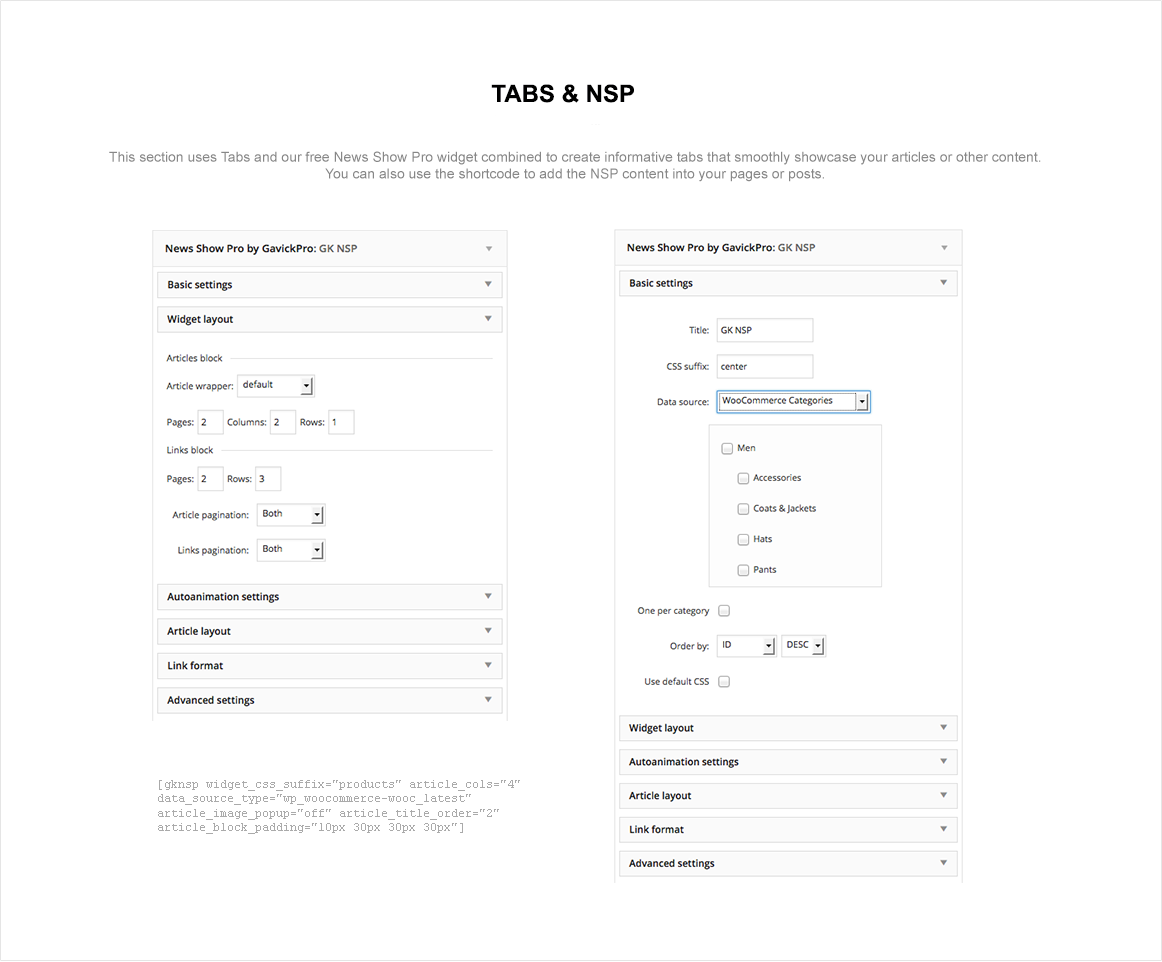 TABS & NSP
This section uses Tabs and our free News Show Pro widget combined to create informative tabs that smoothly showcase your articles or other content.
You can also use the shortcode to add the NSP content into your pages or posts.
News Show Pro by GavickPro: GK NSP
Basic settings
Widget layout
Articles block
Article wrapper: default
Pages: 2 Columns: 2 Rows: 1
Links block
Pages: 2 Rows: 3
Article pagination: Both
Links pagination: Both
Autoanimation settings
Article layout
Link format
Advanced settings
[gknsp widget_css_suffix="products" article_cols="4"
data_source_type="wp_woocommerce-wooc_latest"
article_image_popup="off" article_title_order="2"
article_block_padding="10px 30px 30px 30px"]
News Show Pro by GavickPro: GK NSP
Basic settings
Title: GK NSP
CSS suffix: center
Data source: WooCommerce Categories
Men
Accessories
Coats & Jackets
Hats
Pants
One per category
Order by: ID DESC
Use default CSS
Widget layout
Autoanimation settings
Article layout
Link format
Advanced settings